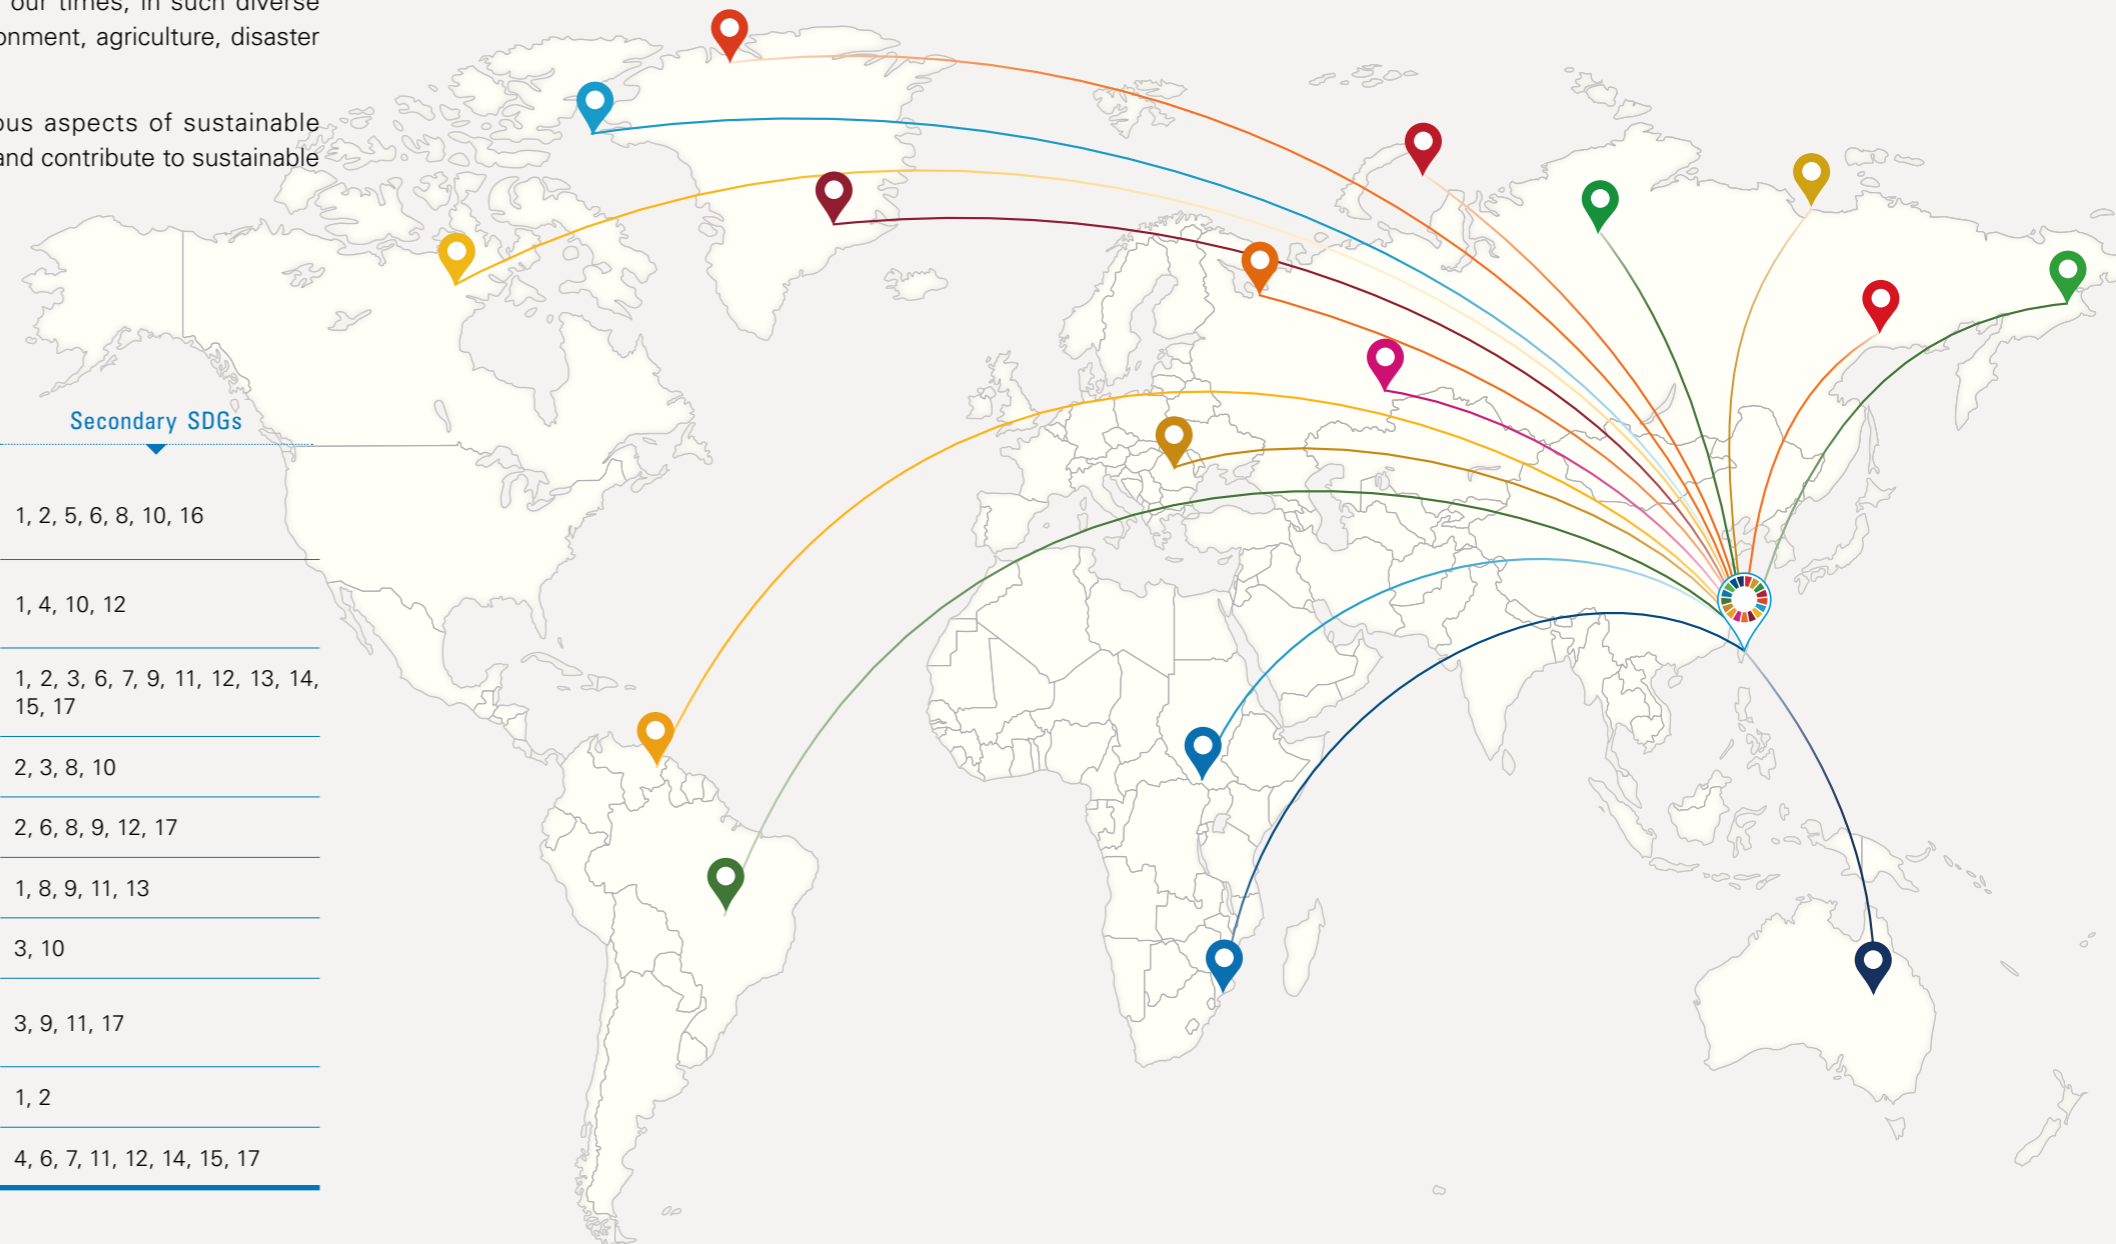 our times, in such diverse
onment, agriculture, disaster
ous aspects of sustainable
and contribute to sustainable
Secondary SDGs
1, 2, 5, 6, 8, 10, 16
1, 4, 10, 12
1, 2, 3, 6, 7, 9, 11, 12, 13, 14,
15, 17
2, 3, 8, 10
2, 6, 8, 9, 12, 17
1, 8, 9, 11, 13
3, 10
3, 9, 11, 17
1, 2
4, 6, 7, 11, 12, 14, 15, 17